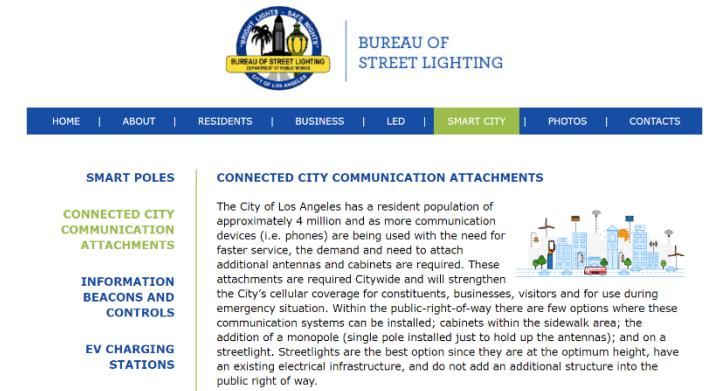 "BRIGHT LIGHTS - SAFE NIGHTS"
BUREAU OF STREET LIGHTING
DEPARTMENT OF PUBLIC WORKS
CITY OF LOS ANGELES
BUREAU OF
STREET LIGHTING
HOME | ABOUT | RESIDENTS | BUSINESS | LED | SMART CITY | PHOTOS | CONTACTS
SMART POLES
CONNECTED CITY
COMMUNICATION
ATTACHMENTS
INFORMATION
BEACONS AND
CONTROLS
EV CHARGING
STATIONS
CONNECTED CITY COMMUNICATION ATTACHMENTS
The City of Los Angeles has a resident population of
approximately 4 million and as more communication
devices (i.e. phones) are being used with the need for
faster service, the demand and need to attach
additional antennas and cabinets are required. These
attachments are required Citywide and will strengthen
the City's cellular coverage for constituents, businesses, visitors and for use during
emergency situation. Within the public-right-of-way there are few options where these
communication systems can be installed; cabinets within the sidewalk area; the
addition of a monopole (single pole installed just to hold up the antennas); and on a
streetlight. Streetlights are the best option since they are at the optimum height, have
an existing electrical infrastructure, and do not add an additional structure into the
public right of way.